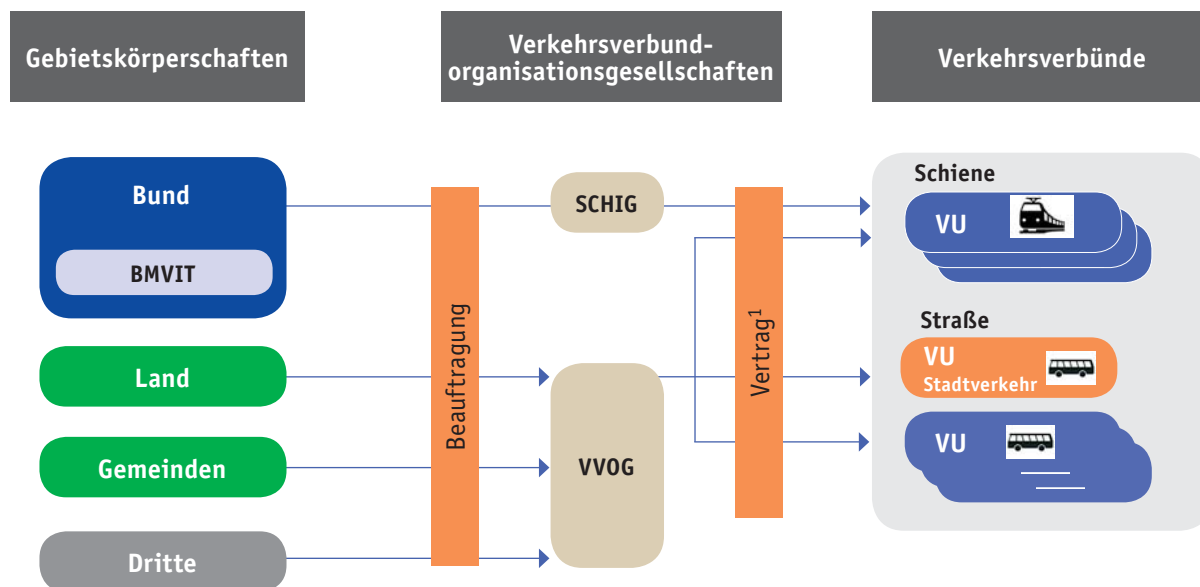 Gebietskörperschaften
Verkehrsverbund-
organisationsgesellschaften
Verkehrsverbünde
Bund
BMVIT
Land
Gemeinden
Dritte
Beauftragung
SCHIG
VVOG
Vertrag¹
Schiene
VU
Straße
VU
Stadtverkehr
VU